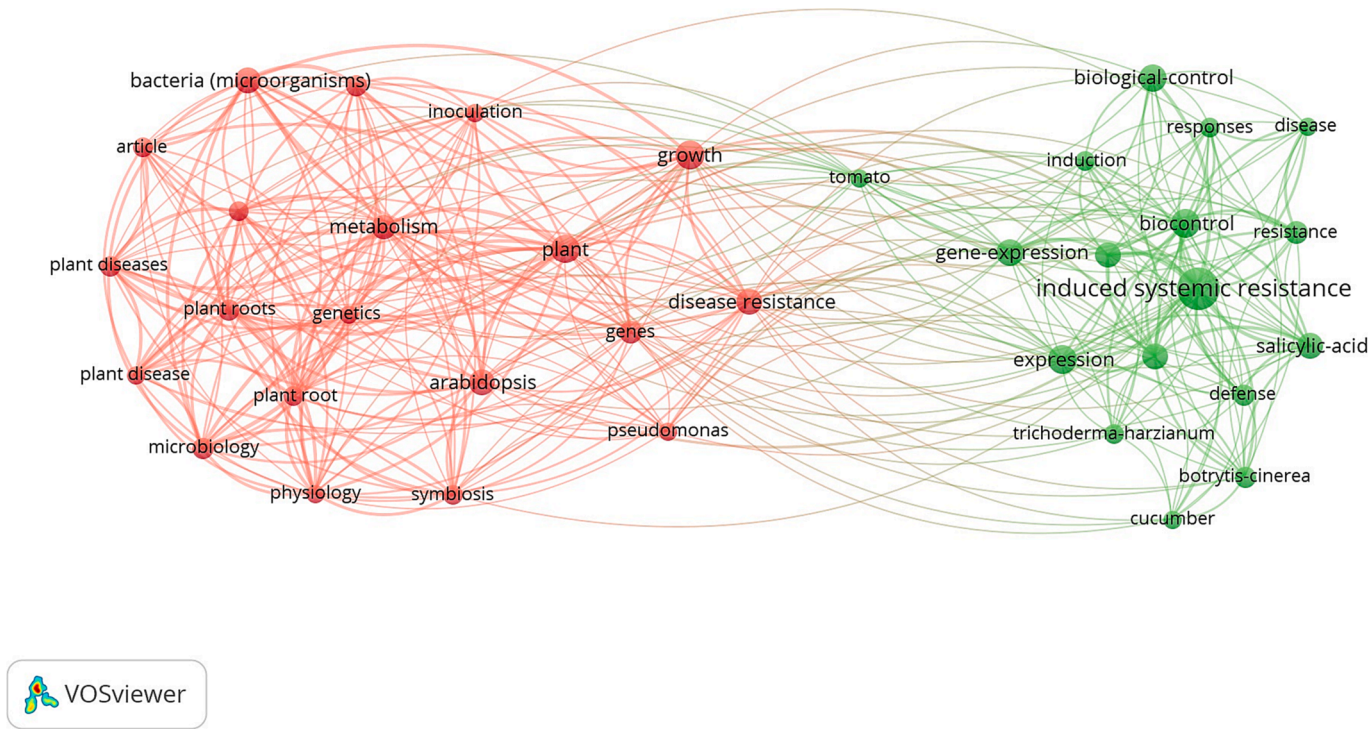 bacteria (microorganisms)
biological-control
inoculation
responses
disease
article
growth
induction
tomato
metabolism
biocontrol
resistance
plant
gene-expression
plant diseases
induced systemic resistance
disease resistance
plant roots
genetics
genes
salicylic-acid
expression
plant disease
arabidopsis
defense
plant root
pseudomonas
trichoderma-harzianum
microbiology
botrytis-cinerea
physiology
symbiosis
cucumber
VOSviewer